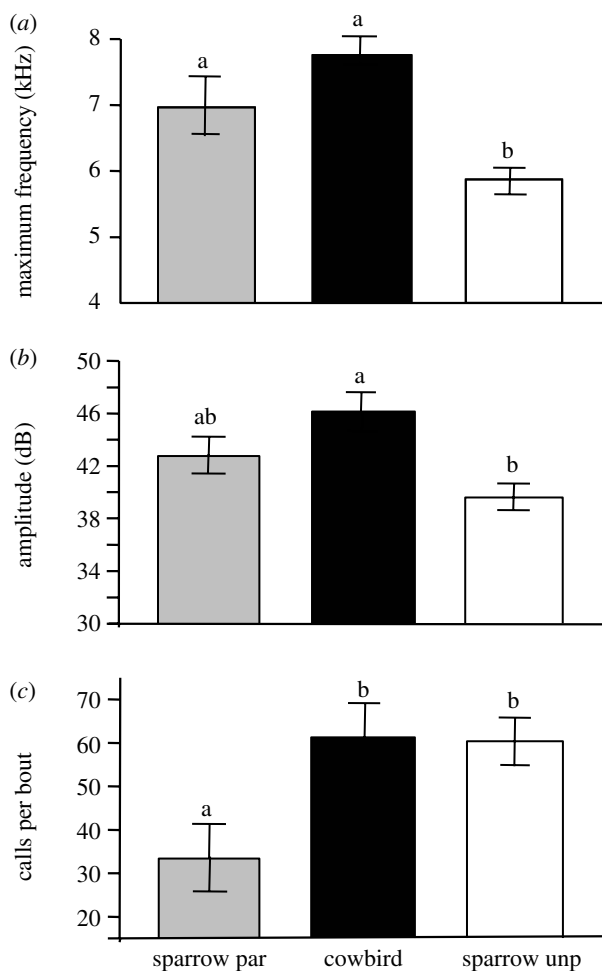 (a)
maximum frequency (kHz)
8
7
6
5
4
a
a
b
(b)
amplitude (dB)
50
46
42
38
34
30
ab
a
b
(c)
calls per bout
70
60
50
40
30
20
a
b
b
sparrow par cowbird sparrow unp